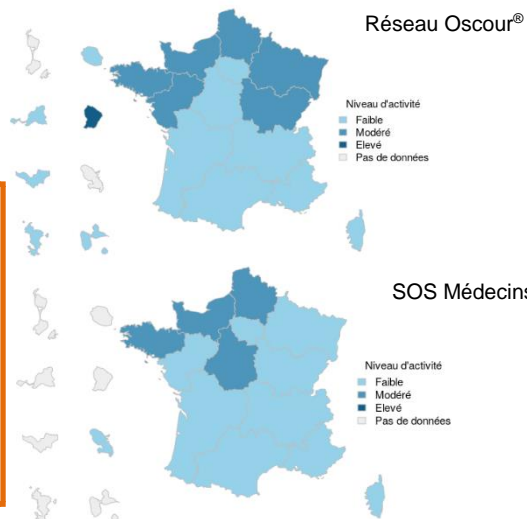 Réseau Oscour®
Niveau d'activité
Faible
Modéré
Elevé
Pas de données
SOS Médecins
Niveau d'activité
Faible
Modéré
Elevé
Pas de données